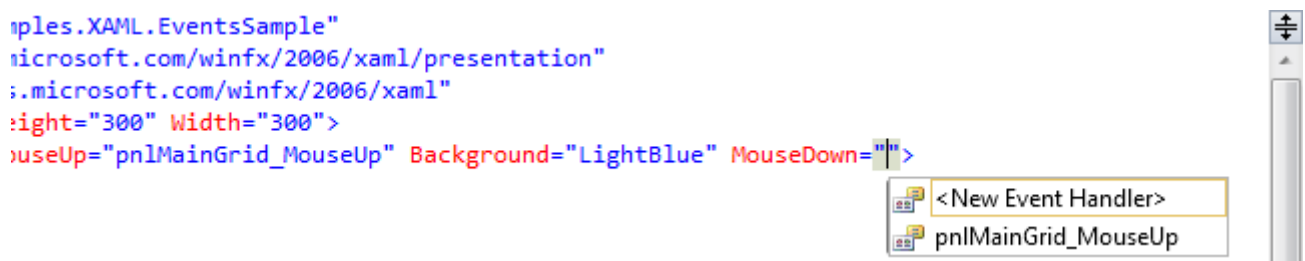 mples.XAML.EventsSample"
nicrosoft.com/winfx/2006/xaml/presentation"
s.microsoft.com/winfx/2006/xaml"
eight="300" Width="300">
ouseUp="pnlMainGrid_MouseUp" Background="LightBlue" MouseDown="">
<New Event Handler>
pnlMainGrid_MouseUp